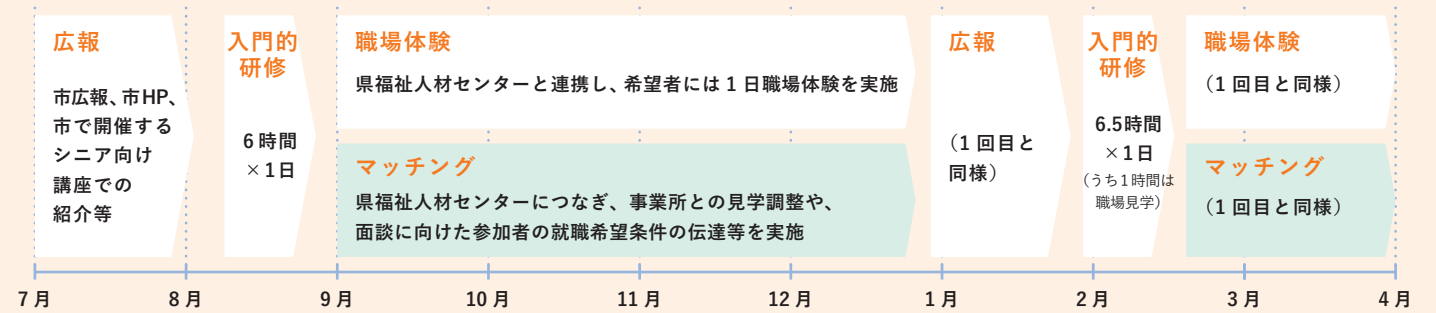 広報
市広報、市HP、
市で開催する
シニア向け
講座での
紹介等
入門的
研修
6時間
×1日
職場体験
県福祉人材センターと連携し、希望者には1日職場体験を実施
マッチング
県福祉人材センターにつなぎ、事業所との見学調整や、
面談に向けた参加者の就職希望条件の伝達等を実施
広報
(1回目と
同様)
入門的
研修
6.5時間
×1日
(うち1時間は
職場見学)
職場体験
(1回目と同様)
マッチング
(1回目と同様)
7月
8月
9月
10月
11月
12月
1月
2月
3月
4月